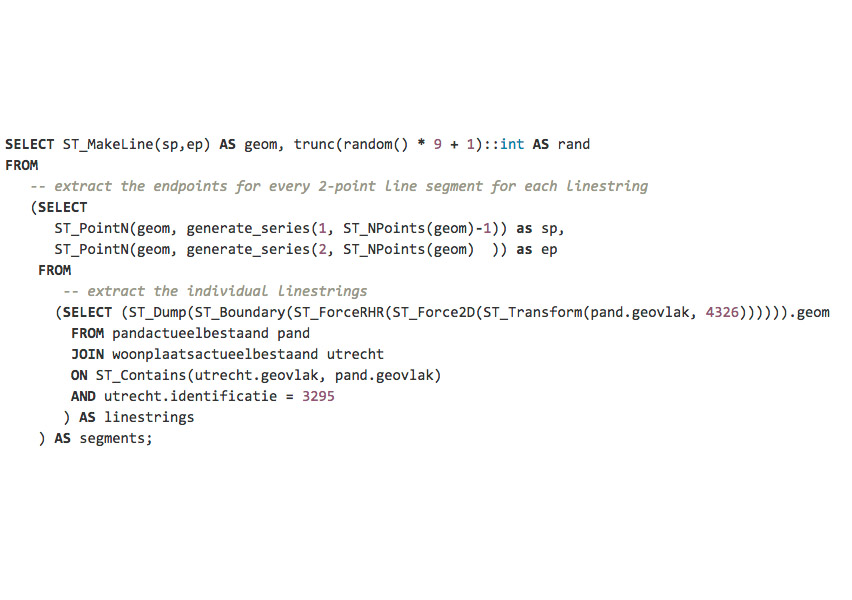 SELECT ST_MakeLine(sp,ep) AS geom, trunc(random() * 9 + 1)::int AS rand
FROM
   -- extract the endpoints for every 2-point line segment for each linestring
   (SELECT
      ST_PointN(geom, generate_series(1, ST_NPoints(geom)-1)) as sp,
      ST_PointN(geom, generate_series(2, ST_NPoints(geom)  )) as ep
    FROM
       -- extract the individual linestrings
      (SELECT (ST_Dump(ST_Boundary(ST_ForceRHR(ST_Force2D(ST_Transform(pand.geovlak, 4326)))))).geom
        FROM pandactueelbestaand pand
        JOIN woonplaatsactueelbestaand utrecht
        ON ST_Contains(utrecht.geovlak, pand.geovlak)
        AND utrecht.identificatie = 3295
       ) AS linestrings
    ) AS segments;